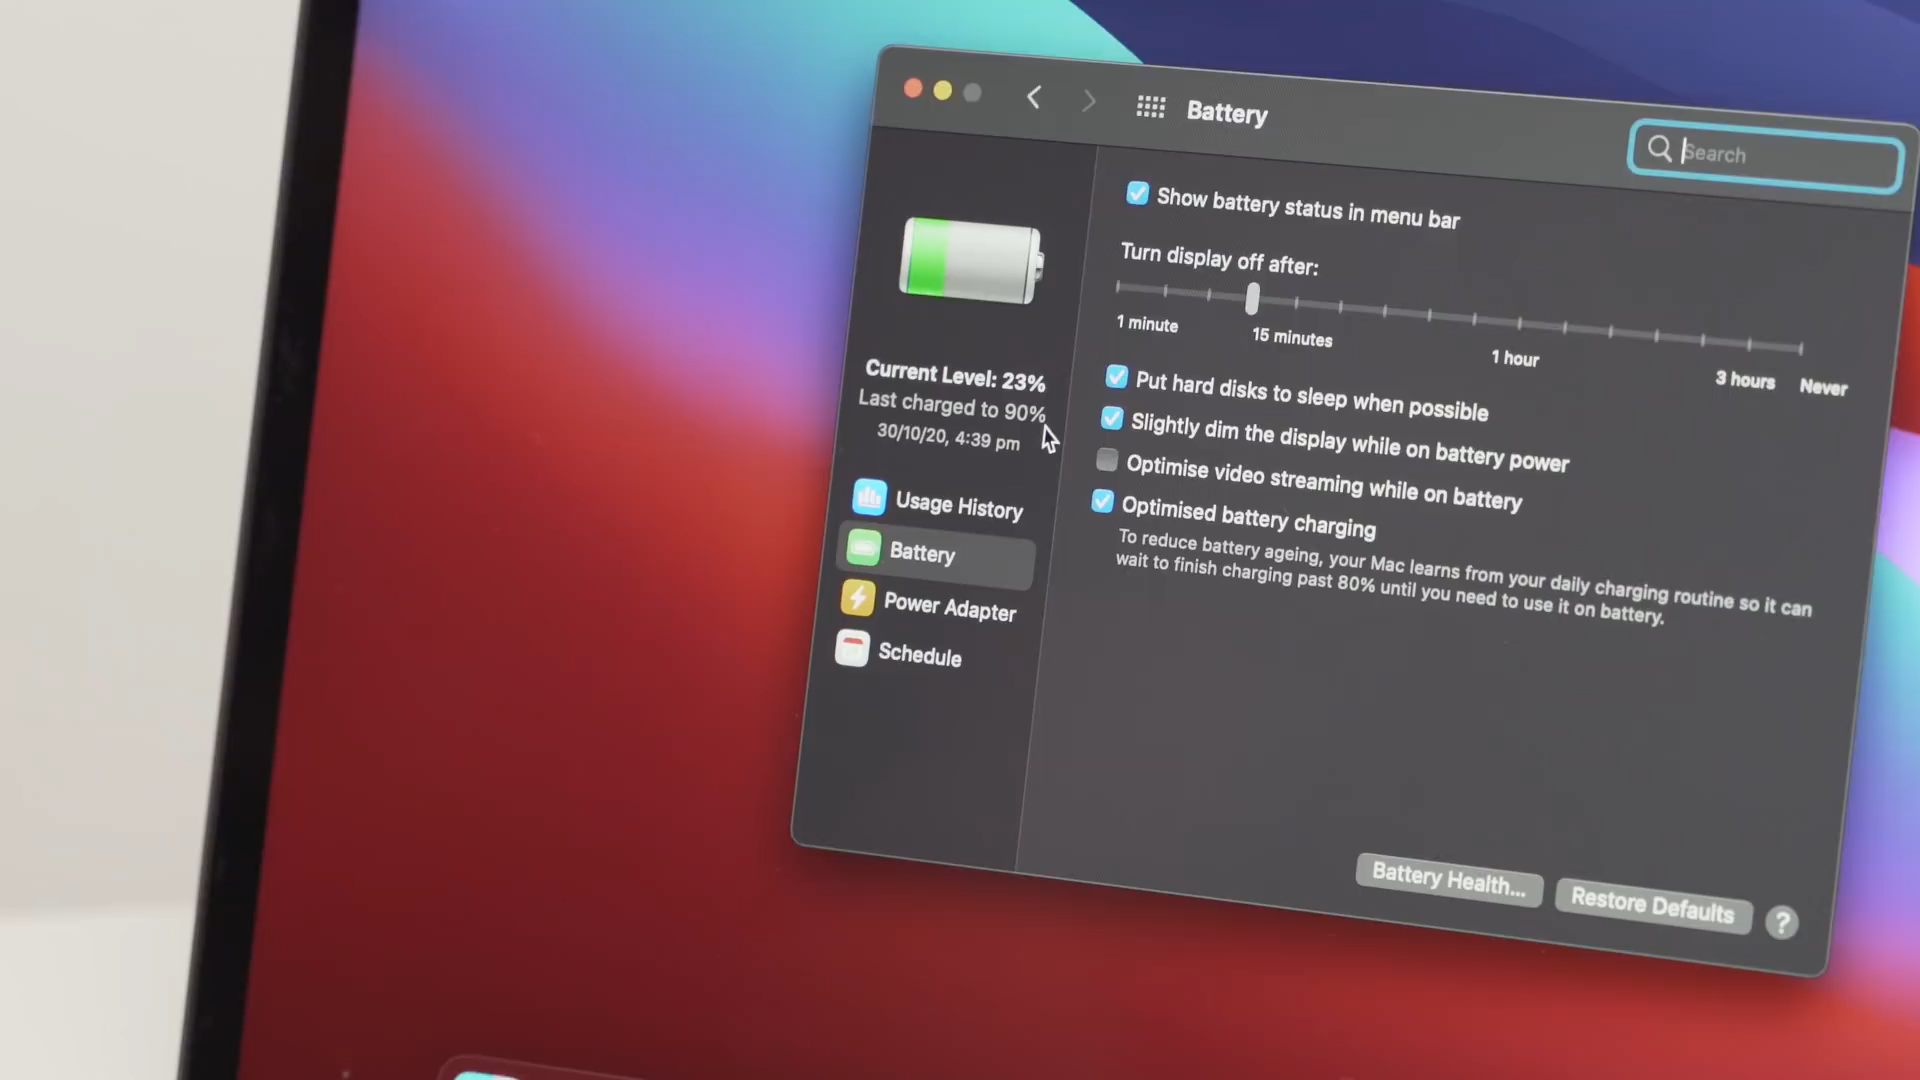 Battery
Search
Show battery status in menu bar
Turn display off after:
1 minute
15 minutes
1 hour
3 hours
Never
Current Level: 23%
Last charged to 90%
30/10/20, 4:39 pm
Put hard disks to sleep when possible
Slightly dim the display while on battery power
Optimise video streaming while on battery
Optimised battery charging
To reduce battery ageing, your Mac learns from your daily charging routine so it can
wait to finish charging past 80% until you need to use it on battery.
Usage History
Battery
Power Adapter
Schedule
Battery Health...
Restore Defaults
?